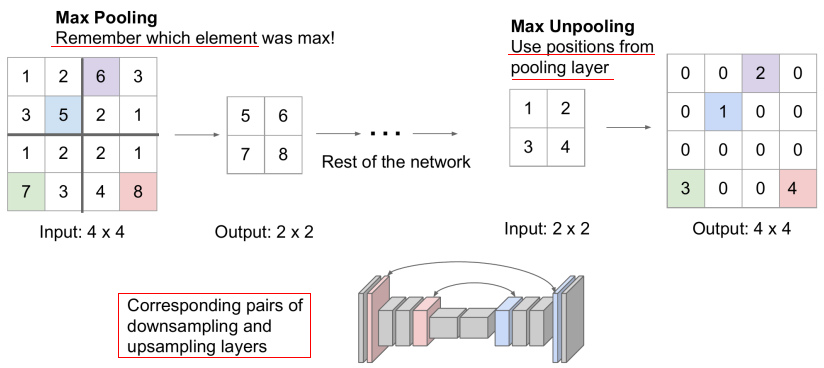 Max Pooling
Remember which element was max!
1 2 6 3
3 5 2 1
1 2 2 1
7 3 4 8
Input: 4 x 4
5 6
7 8
Output: 2 x 2
...
Rest of the network
Max Unpooling
Use positions from
pooling layer
1 2
3 4
Input: 2 x 2
0 0 2 0
0 1 0 0
0 0 0 0
3 0 0 4
Output: 4 x 4
Corresponding pairs of
downsampling and
upsampling layers